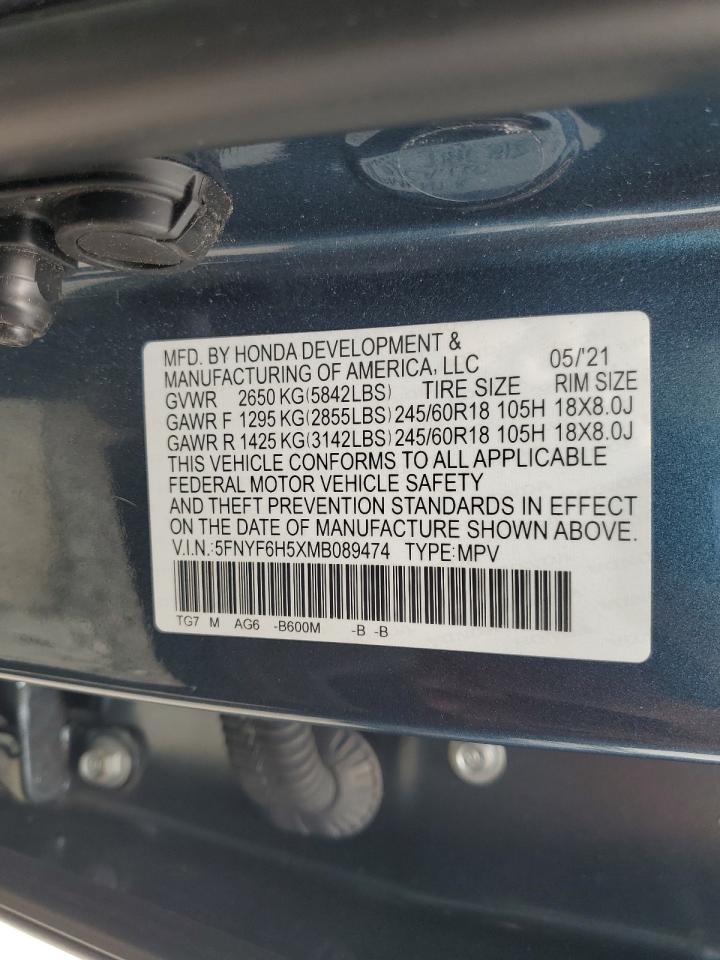 MFD. BY HONDA DEVELOPMENT &
MANUFACTURING OF AMERICA, LLC 05/'21
GVWR 2650 KG(5842LBS) TIRE SIZE RIM SIZE
GAWR F 1295 KG(2855LBS) 245/60R18 105H 18X8.0J
GAWR R 1425 KG(3142LBS) 245/60R18 105H 18X8.0J
THIS VEHICLE CONFORMS TO ALL APPLICABLE
FEDERAL MOTOR VEHICLE SAFETY
AND THEFT PREVENTION STANDARDS IN EFFECT
ON THE DATE OF MANUFACTURE SHOWN ABOVE.
V.I.N.:5FNYF6H5XMB089474 TYPE:MPV
TG7 M AG6 -B600M -B -B